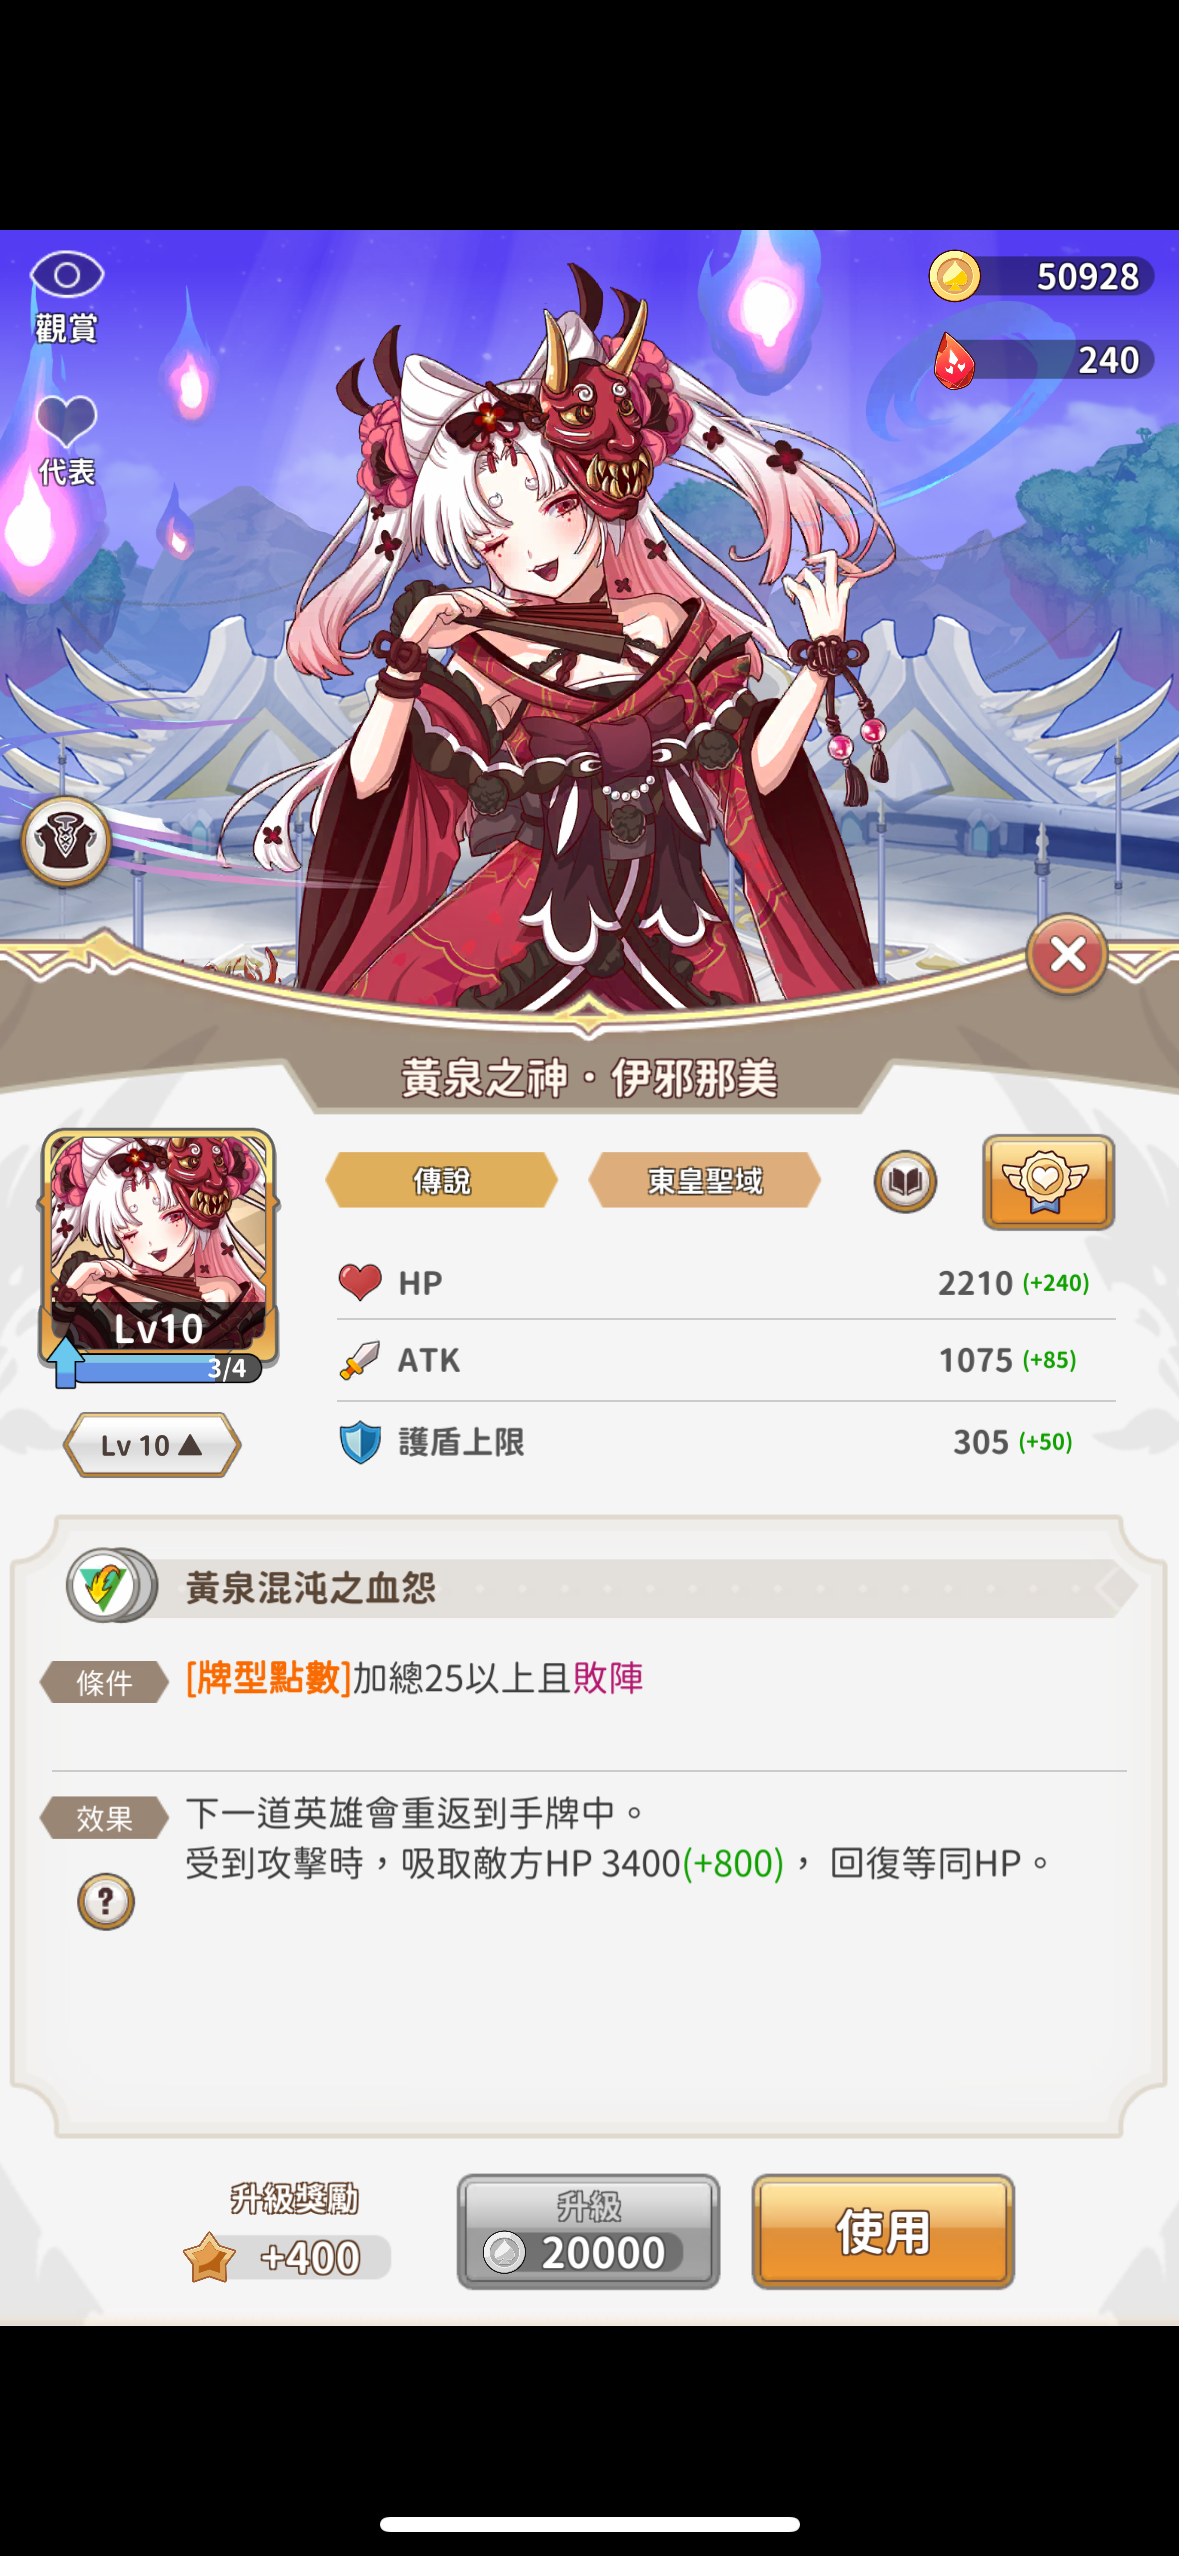 觀賞
50928
240
代表
黃泉之神·伊邪那美
傳說
東皇聖域
HP
2210 (+240)
Lv10
3/4
ATK
1075 (+85)
Lv 10 ▲
護盾上限
305 (+50)
黃泉混沌之血怨
條件
[牌型點數]加總25以上且敗陣
效果
下一道英雄會重返到手牌中。
受到攻擊時，吸取敵方HP 3400(+800)， 回復等同HP。
?
升級獎勵
+400
升級
20000
使用